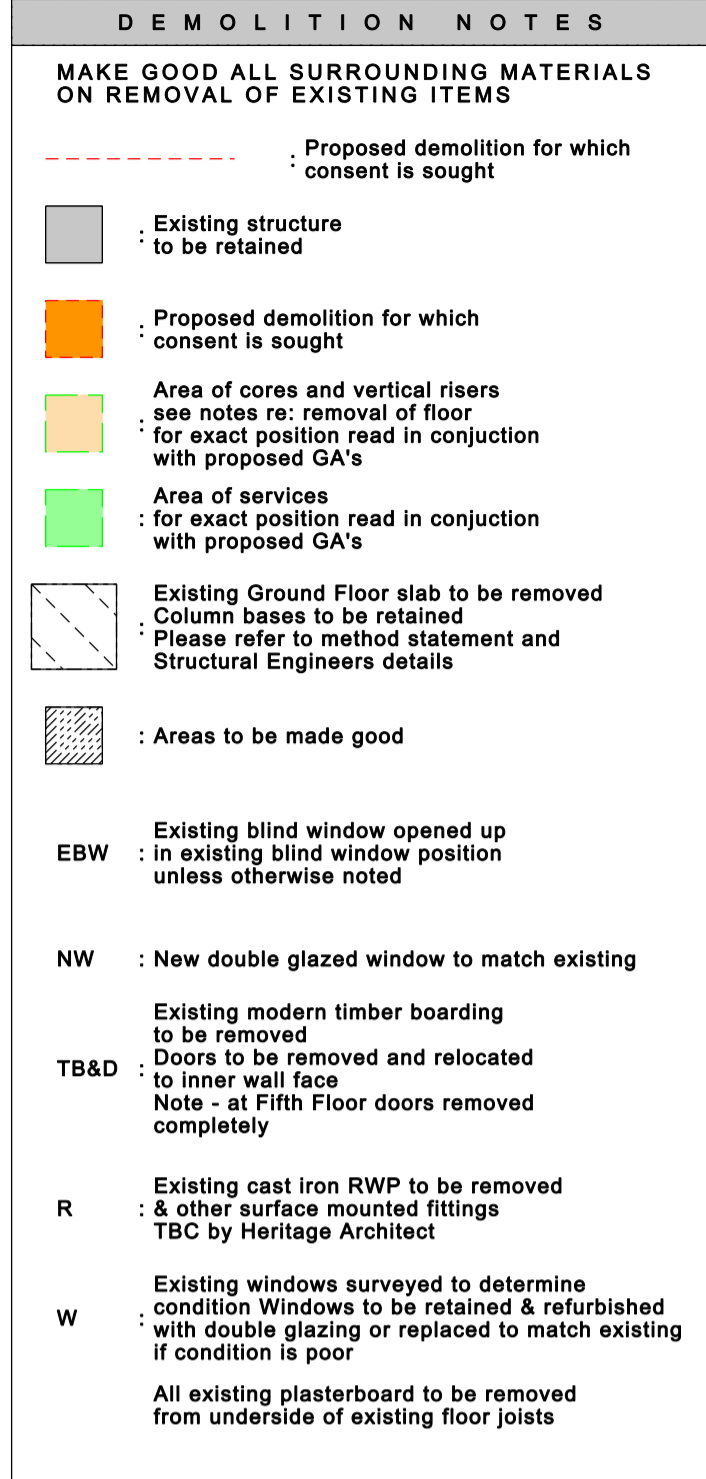 DEMOLITION NOTES
MAKE GOOD ALL SURROUNDING MATERIALS
ON REMOVAL OF EXISTING ITEMS
: Proposed demolition for which
consent is sought
: Existing structure
to be retained
: Proposed demolition for which
consent is sought
Area of cores and vertical risers
see notes re: removal of floor
: for exact position read in conjuction
with proposed GA's
Area of services
: for exact position read in conjuction
with proposed GA's
Existing Ground Floor slab to be removed
Column bases to be retained
: Please refer to method statement and
Structural Engineers details
: Areas to be made good
Existing blind window opened up
EBW : in existing blind window position
unless otherwise noted
NW : New double glazed window to match existing
Existing modern timber boarding
to be removed
TB&D : Doors to be removed and relocated
to inner wall face
Note - at Fifth Floor doors removed
completely
Existing cast iron RWP to be removed
R : & other surface mounted fittings
TBC by Heritage Architect
Existing windows surveyed to determine
W : condition Windows to be retained & refurbished
with double glazing or replaced to match existing
if condition is poor
All existing plasterboard to be removed
from underside of existing floor joists